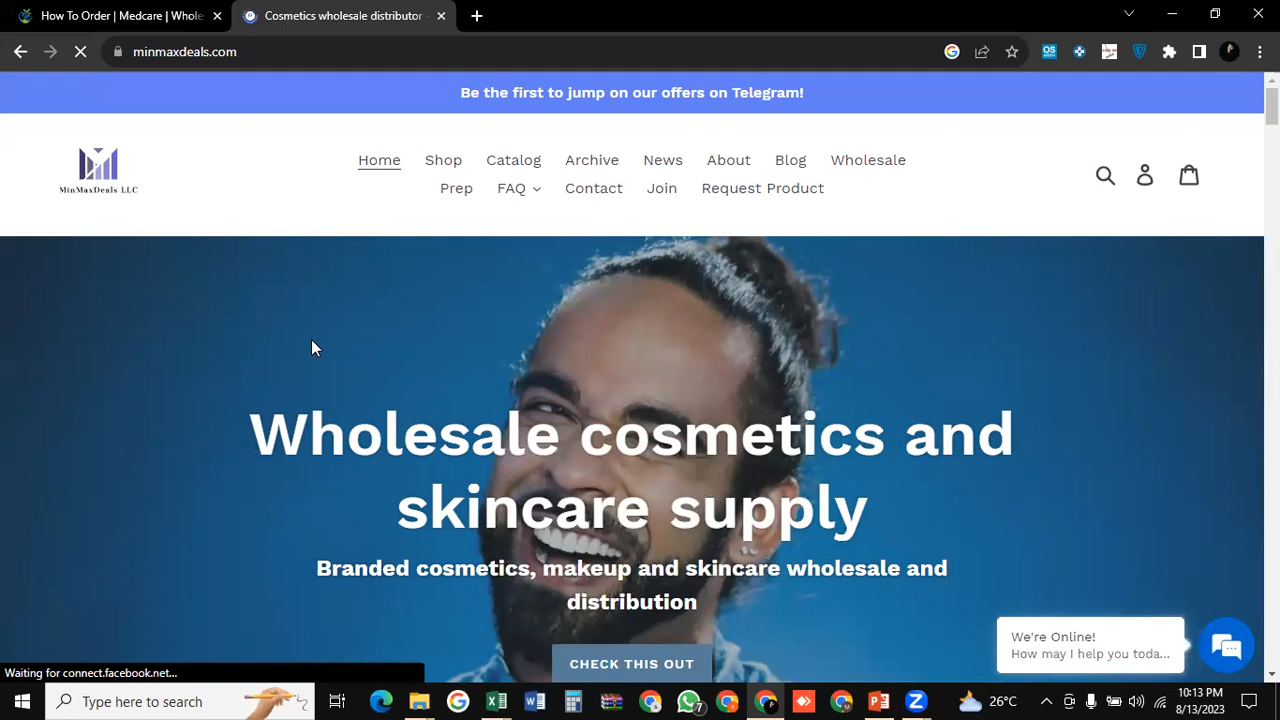 How To Order | Medcare | Whole
Cosmetics wholesale distributor -
minmaxdeals.com
OS
Be the first to jump on our offers on Telegram!
MinMaxDeals LLC
Home Shop Catalog Archive News About Blog Wholesale
Prep FAQ Contact Join Request Product
Wholesale cosmetics and
skincare supply
Branded cosmetics, makeup and skincare wholesale and
distribution
CHECK THIS OUT
We're Online!
How may I help you toda...
Waiting for connect.facebook.net...
Type here to search
7
26°C
10:13 PM
8/13/2023